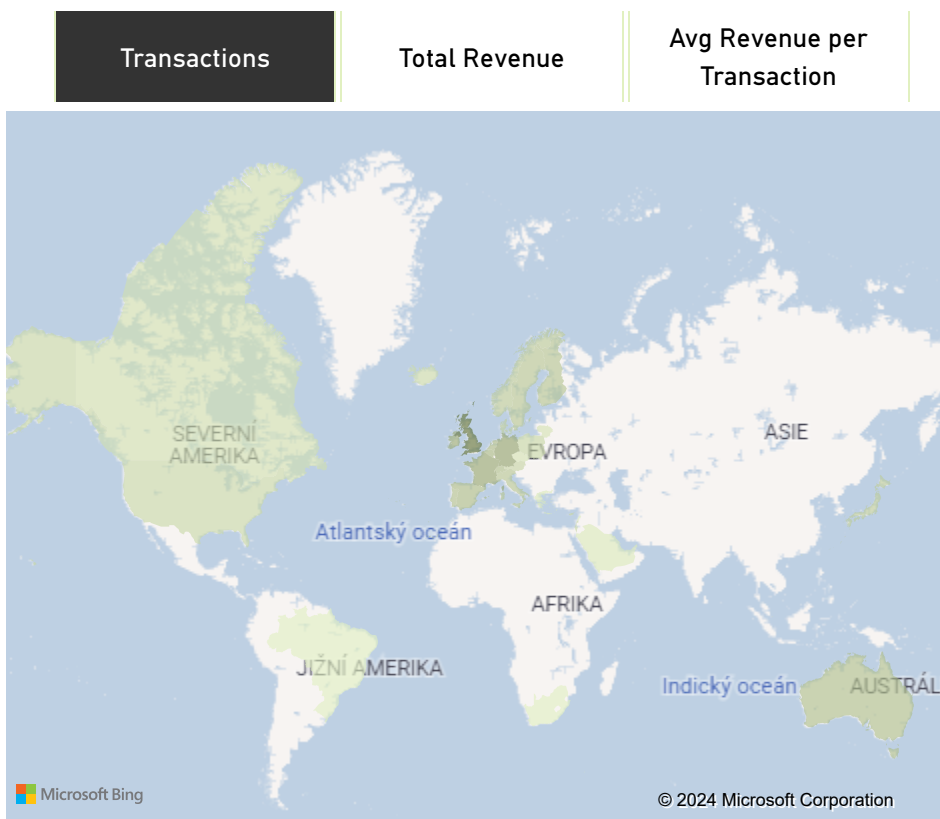 Transactions
Total Revenue
Avg Revenue per
Transaction
SEVERNÍ
AMERIKA
EVROPA
ASIE
Atlantský oceán
AFRIKA
JIŽNÍ AMERIKA
Indický oceán
AUSTRÁL
Microsoft Bing
© 2024 Microsoft Corporation